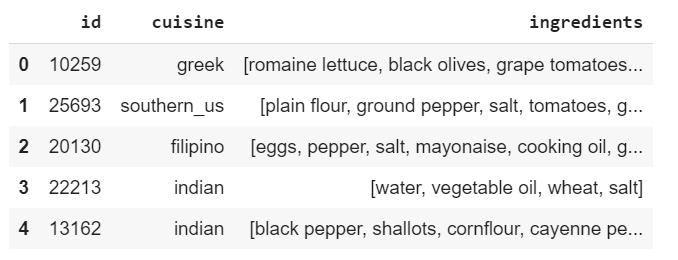 id cuisine ingredients
0 10259 greek [romaine lettuce, black olives, grape tomatoes...
1 25693 southern_us [plain flour, ground pepper, salt, tomatoes, g...
2 20130 filipino [eggs, pepper, salt, mayonaise, cooking oil, g...
3 22213 indian [water, vegetable oil, wheat, salt]
4 13162 indian [black pepper, shallots, cornflour, cayenne pe...